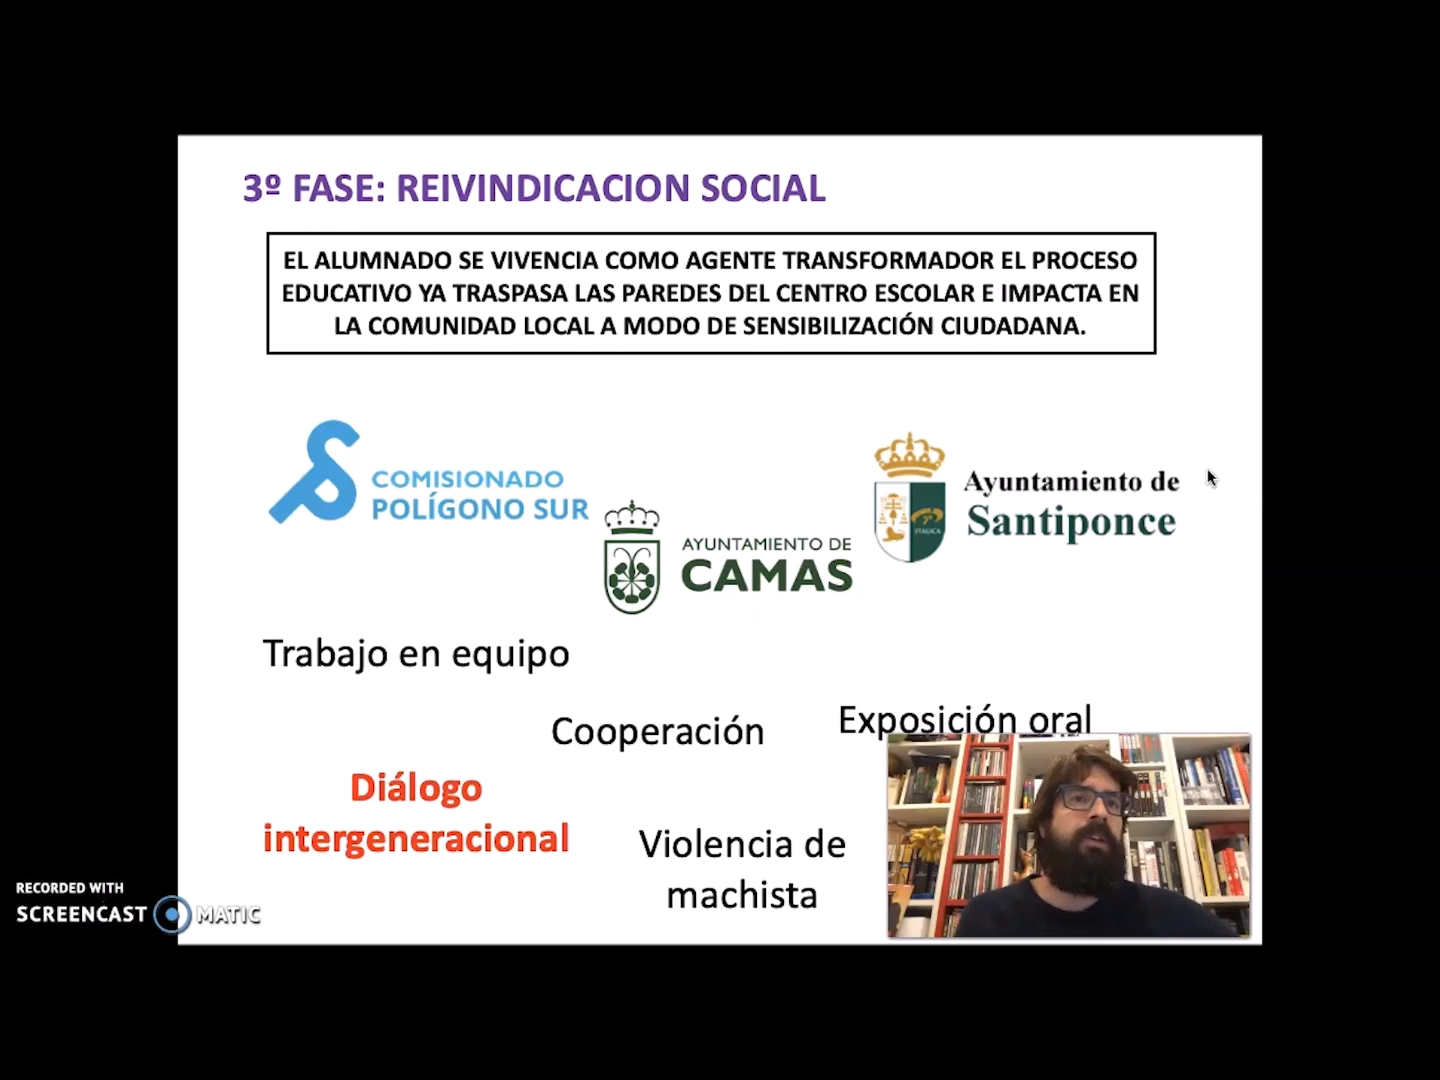 3º FASE: REIVINDICACION SOCIAL
EL ALUMNADO SE VIVENCIA COMO AGENTE TRANSFORMADOR EL PROCESO
EDUCATIVO YA TRASPASA LAS PAREDES DEL CENTRO ESCOLAR E IMPACTA EN
LA COMUNIDAD LOCAL A MODO DE SENSIBILIZACIÓN CIUDADANA.
COMISIONADO
POLÍGONO SUR
AYUNTAMIENTO DE
CAMAS
Ayuntamiento de
Santiponce
ITALICA
Trabajo en equipo
Cooperación
Exposición oral
Diálogo
intergeneracional
Violencia de
machista
RECORDED WITH
SCREENCAST MATIC